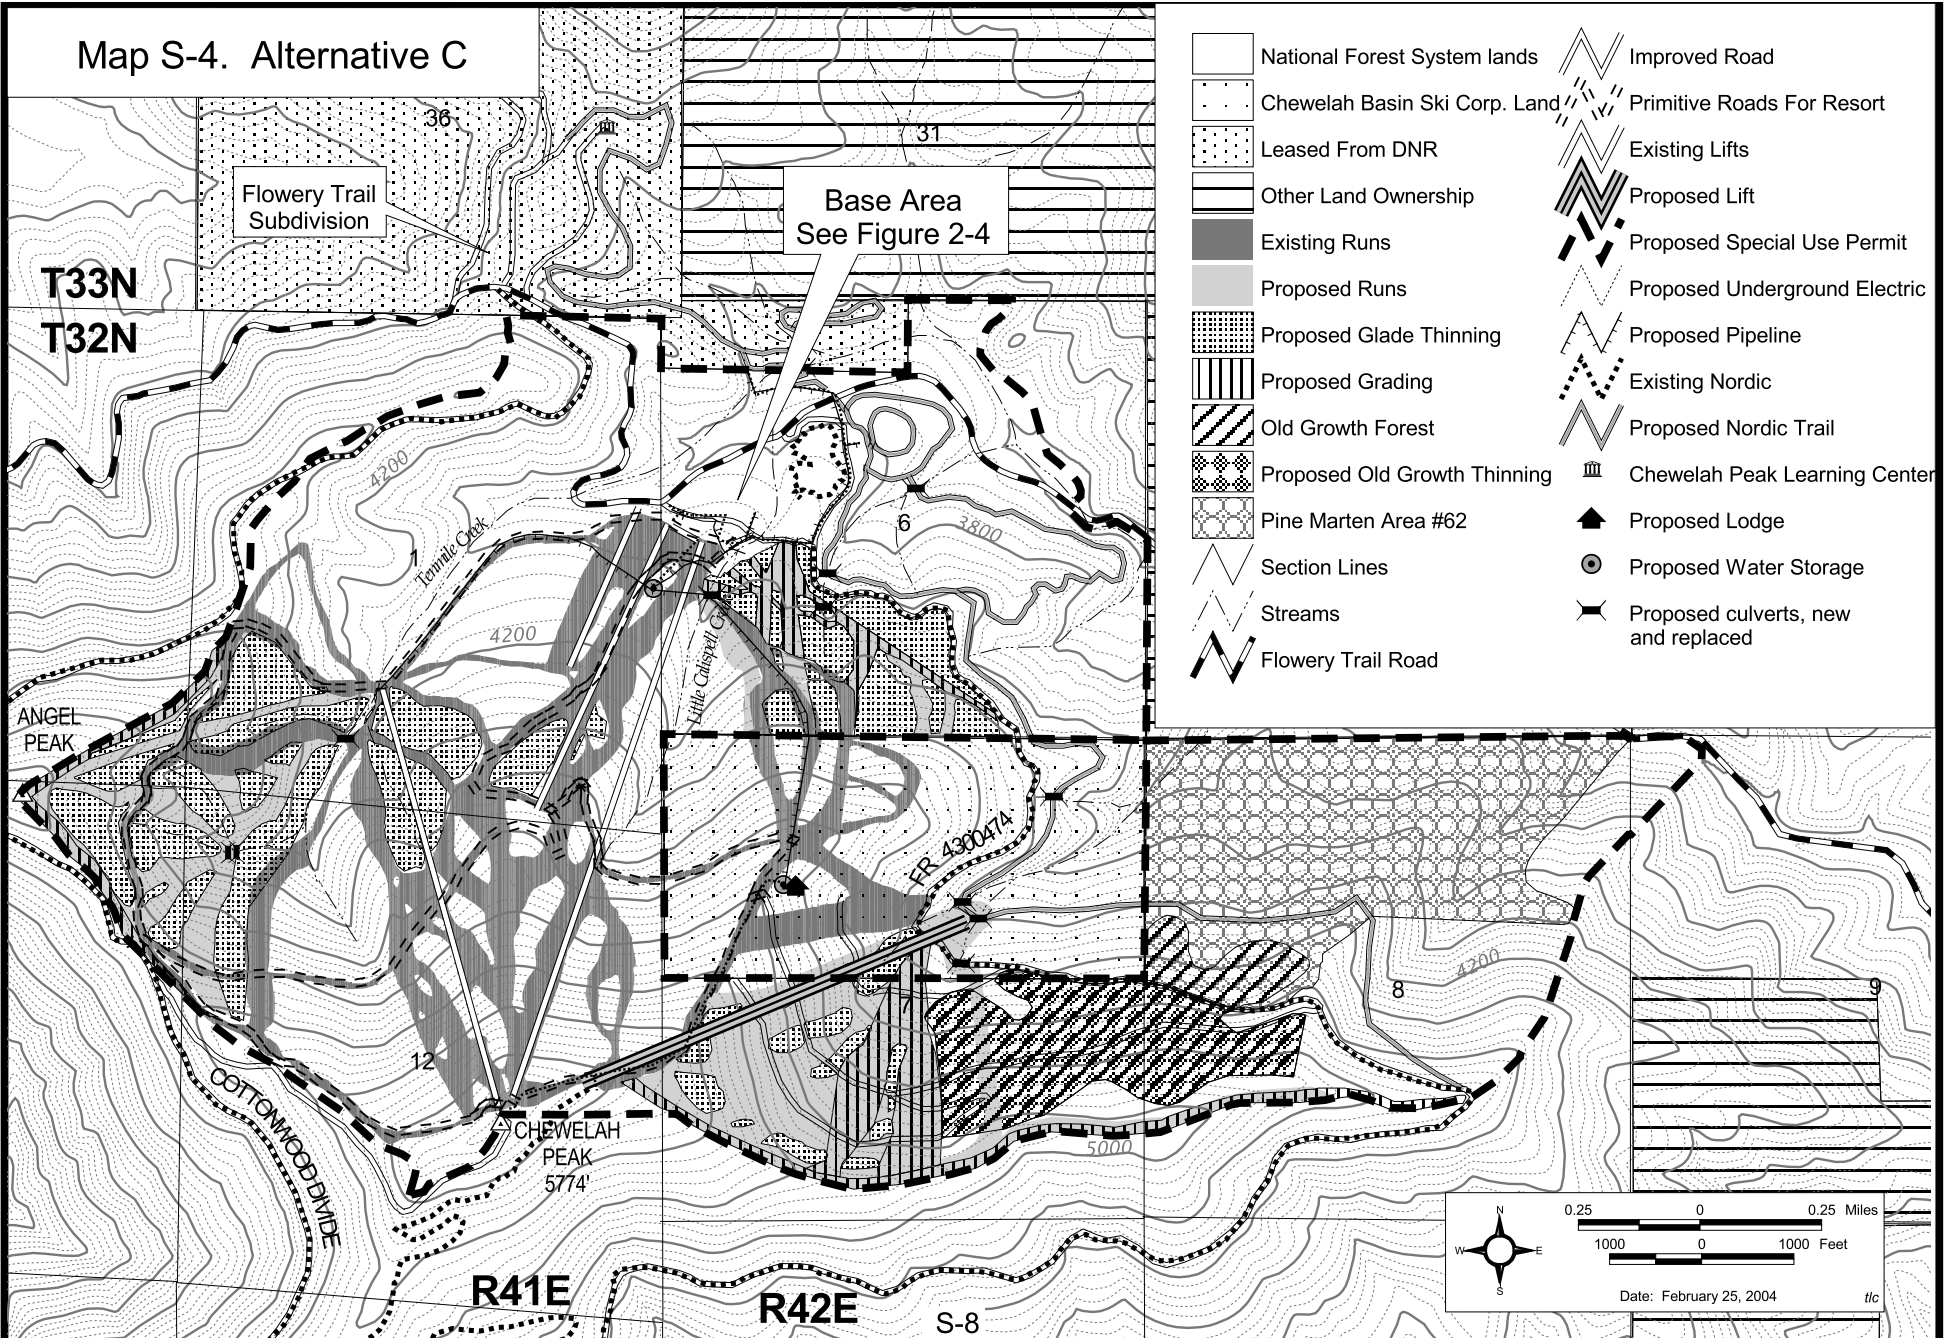 Map S-4.  Alternative C
National Forest System lands
Chewelah Basin Ski Corp. Land
Leased From DNR
Other Land Ownership
Existing Runs
Proposed Runs
Proposed Glade Thinning
Proposed Grading
Old Growth Forest
Proposed Old Growth Thinning
Pine Marten Area #62
Section Lines
Streams
Flowery Trail Road
Improved Road
Primitive Roads For Resort
Existing Lifts
Proposed Lift
Proposed Special Use Permit
Proposed Underground Electric
Proposed Pipeline
Existing Nordic
Proposed Nordic Trail
Chewelah Peak Learning Center
Proposed Lodge
Proposed Water Storage
Proposed culverts, new
and replaced
36
31
Flowery Trail
Subdivision
Base Area
See Figure 2-4
T33N
T32N
4200
1
Tenmile Creek
6
3800
4200
Little Calispell Creek
ANGEL
PEAK
FR 4300474
7
8
4200
9
12
COTTONWOOD DIVIDE
CHEWELAH
PEAK
5774'
5000
R41E
R42E
S-8
0.25 0 0.25 Miles
1000 0 1000 Feet
N
W E
S
Date:  February 25, 2004
tlc